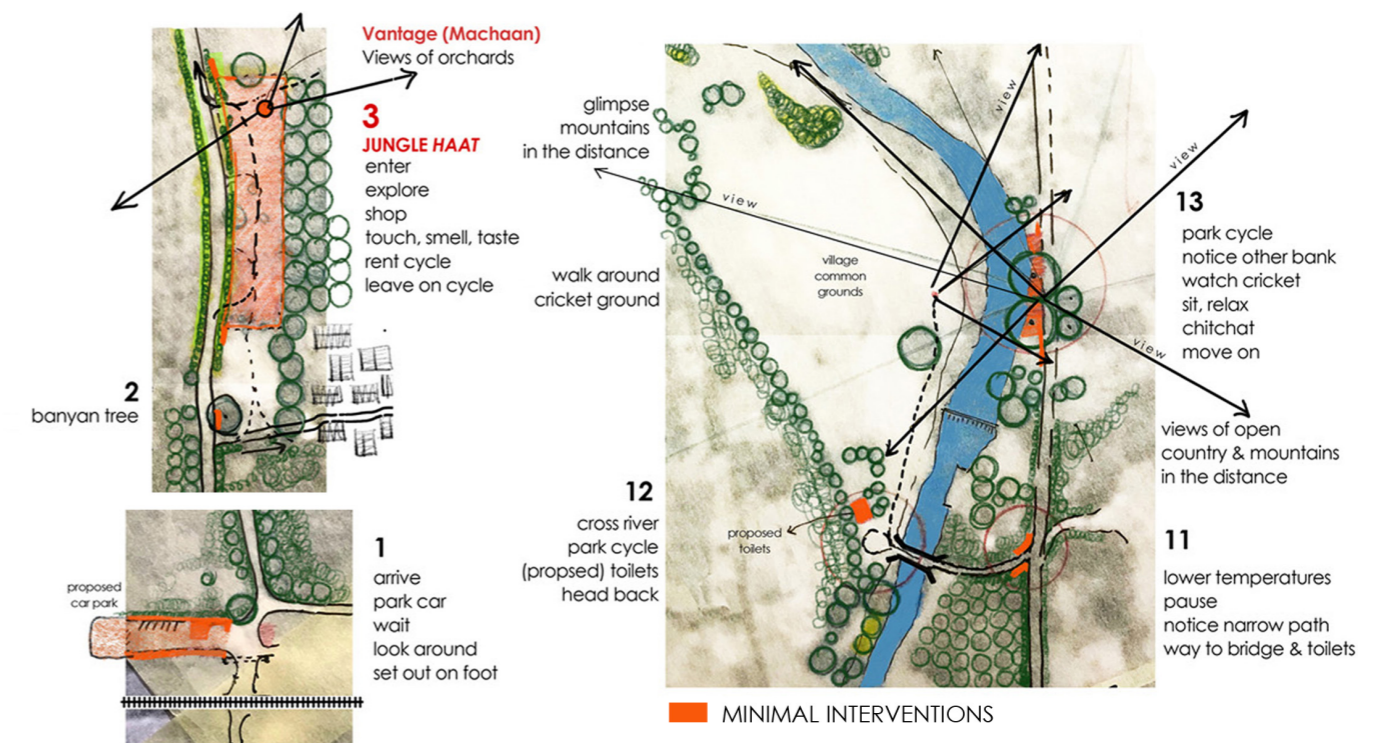 Vantage (Machaan)
Views of orchards
3
JUNGLE HAAT
enter
explore
shop
touch, smell, taste
rent cycle
leave on cycle
2
banyan tree
proposed
car park
1
arrive
park car
wait
look around
set out on foot
glimpse
mountains
in the distance
view
view
view
village
common
grounds
walk around
cricket ground
13
park cycle
notice other bank
watch cricket
sit, relax
chitchat
move on
view
views of open
country & mountains
in the distance
12
cross river
park cycle
(propsed) toilets
head back
proposed
toilets
11
lower temperatures
pause
notice narrow path
way to bridge & toilets
MINIMAL INTERVENTIONS